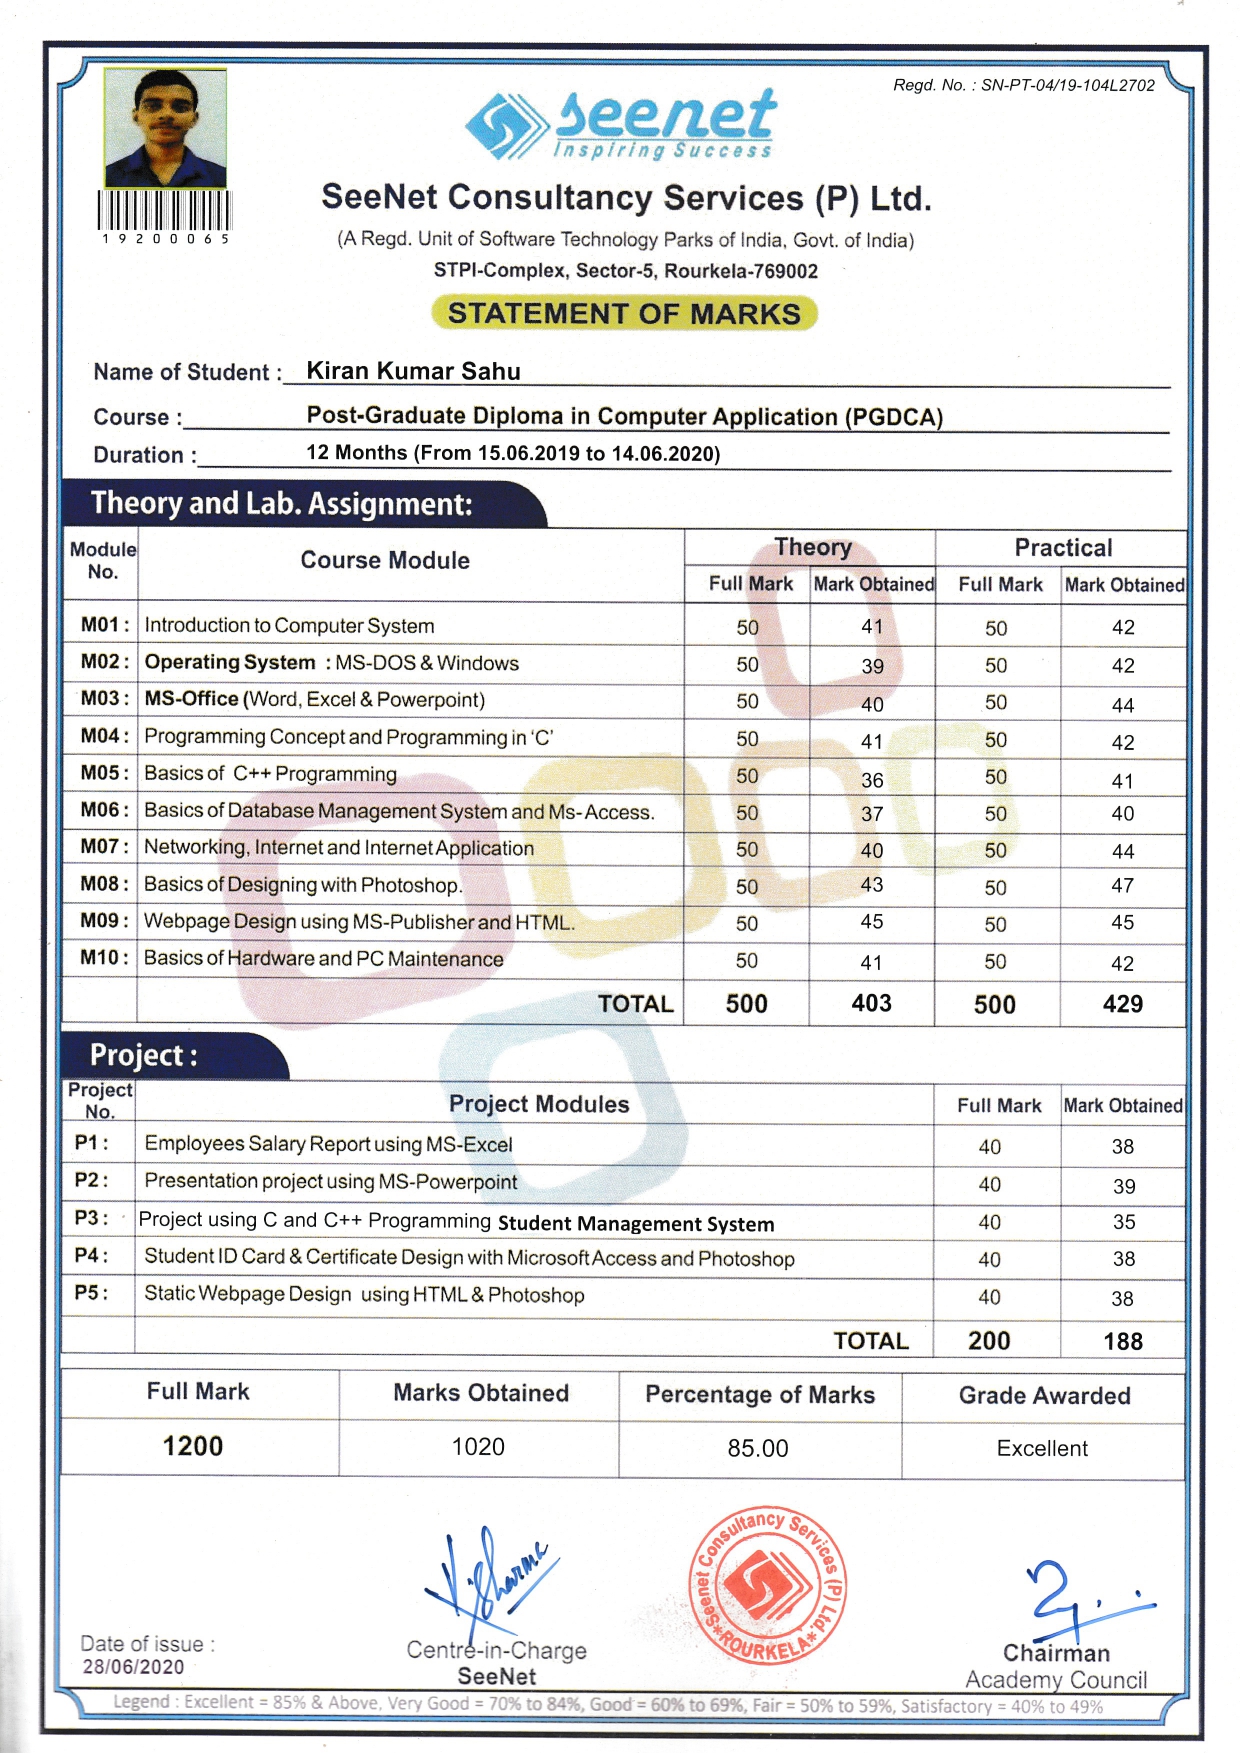 Regd. No. : SN-PT-04/19-104L2702
seenet
Inspiring Success
19200065
SeeNet Consultancy Services (P) Ltd.
(A Regd. Unit of Software Technology Parks of India, Govt. of India)
STPI-Complex, Sector-5, Rourkela-769002
STATEMENT OF MARKS
Name of Student : Kiran Kumar Sahu
Course : Post-Graduate Diploma in Computer Application (PGDCA)
Duration : 12 Months (From 15.06.2019 to 14.06.2020)
Theory and Lab. Assignment:
Module No. Course Module Theory Practical
Full Mark Mark Obtained Full Mark Mark Obtained
M01 : Introduction to Computer System 50 41 50 42
M02 : Operating System : MS-DOS & Windows 50 39 50 42
M03 : MS-Office (Word, Excel & Powerpoint) 50 40 50 44
M04 : Programming Concept and Programming in 'C' 50 41 50 42
M05 : Basics of C++ Programming 50 36 50 41
M06 : Basics of Database Management System and Ms-Access. 50 37 50 40
M07 : Networking, Internet and Internet Application 50 40 50 44
M08 : Basics of Designing with Photoshop. 50 43 50 47
M09 : Webpage Design using MS-Publisher and HTML. 50 45 50 45
M10 : Basics of Hardware and PC Maintenance 50 41 50 42
TOTAL 500 403 500 429
Project :
Project No. Project Modules Full Mark Mark Obtained
P1 : Employees Salary Report using MS-Excel 40 38
P2 : Presentation project using MS-Powerpoint 40 39
P3 : Project using C and C++ Programming Student Management System 40 35
P4 : Student ID Card & Certificate Design with Microsoft Access and Photoshop 40 38
P5 : Static Webpage Design using HTML & Photoshop 40 38
TOTAL 200 188
Full Mark Marks Obtained Percentage of Marks Grade Awarded
1200 1020 85.00 Excellent
Seenet Consultancy Services (P) Ltd.
*ROURKELA*
K. Sharma
Date of issue :
28/06/2020
Centre-in-Charge
SeeNet
Chairman
Academy Council
Legend : Excellent = 85% & Above, Very Good = 70% to 84%, Good = 60% to 69%, Fair = 50% to 59%, Satisfactory = 40% to 49%